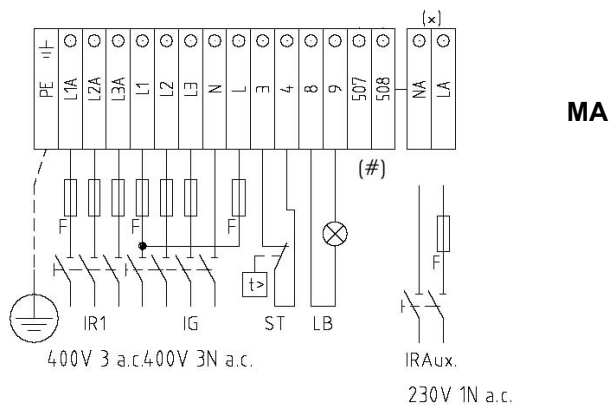 (x)
PE L1A L2A L3A L1 L2 L3 N L 3 4 8 9 507 508 NA LA
MA
(#)
F F F F
t>
IR1 IG ST LB
IRAux.
400V 3 a.c.400V 3N a.c.
230V 1N a.c.